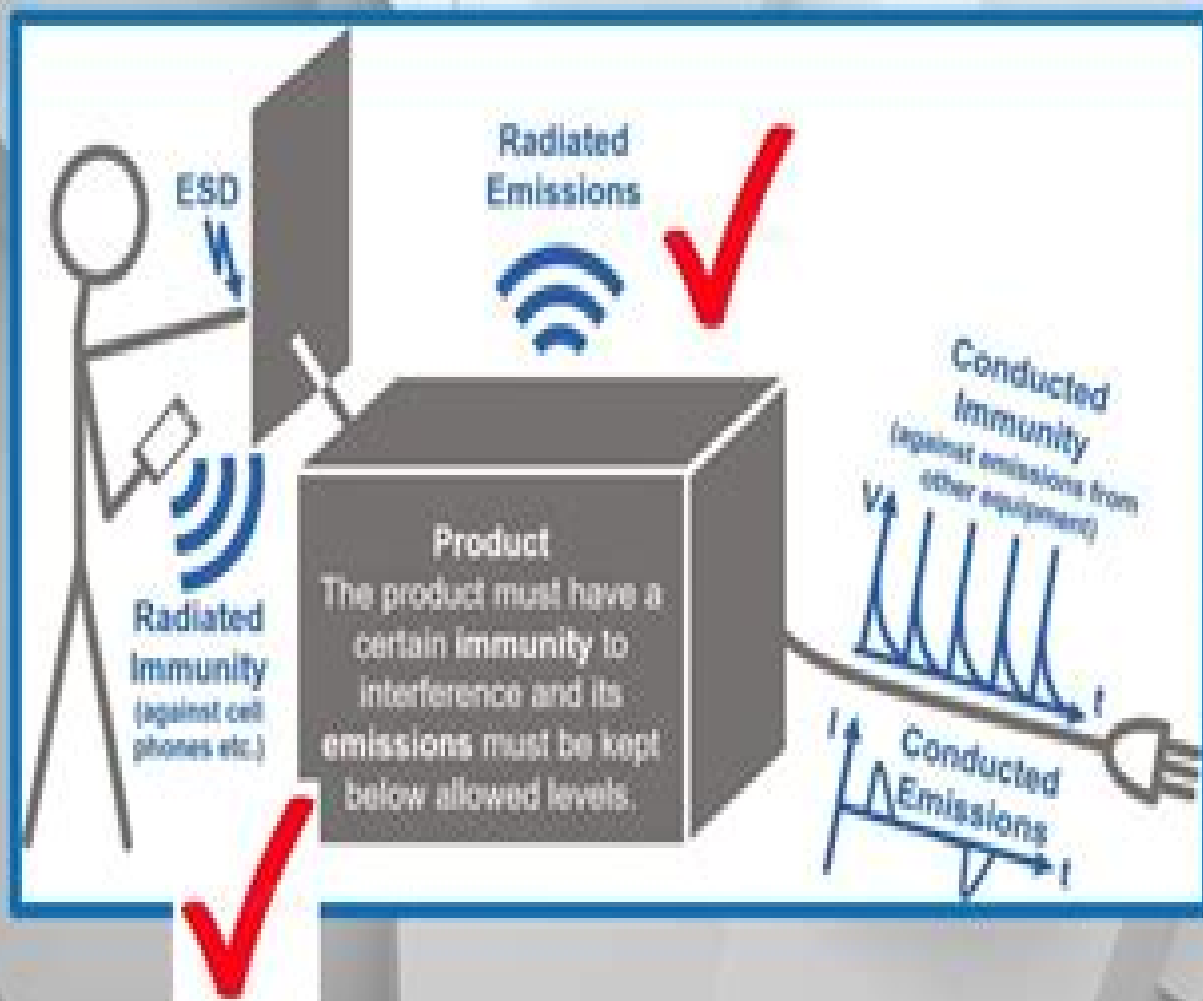 ESD
Radiated
Emissions
Conducted
Immunity
(against emissions from
other equipment)
V
t
Radiated
Immunity
(against cell
phones etc.)
Product
The product must have a
certain immunity to
interference and its
emissions must be kept
below allowed levels.
I
Conducted
Emissions
t